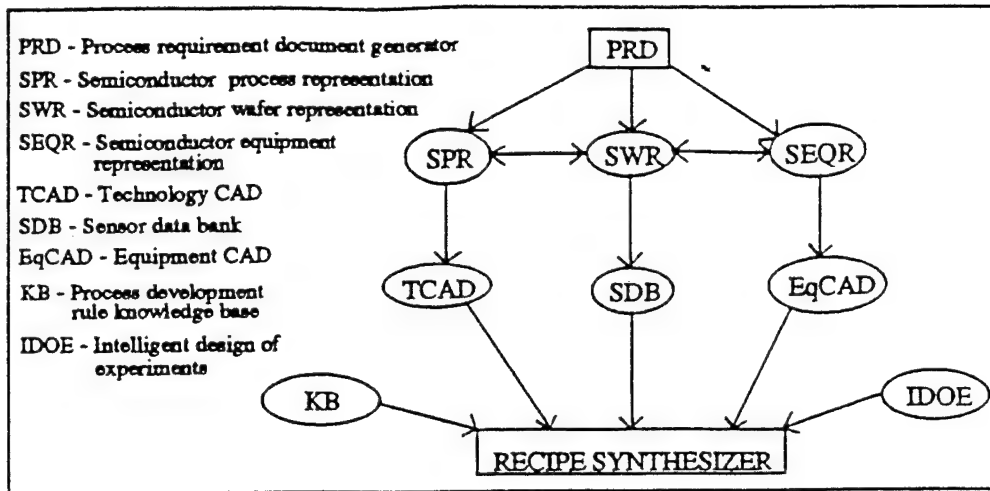 PRD - Process requirement document generator
SPR - Semiconductor process representation
SWR - Semiconductor wafer representation
SEQR - Semiconductor equipment
representation
TCAD - Technology CAD
SDB - Sensor data bank
EqCAD - Equipment CAD
KB - Process development
rule knowledge base
IDOE - Intelligent design of
experiments
PRD
SPR
SWR
SEQR
TCAD
SDB
EqCAD
KB
IDOE
RECIPE SYNTHESIZER